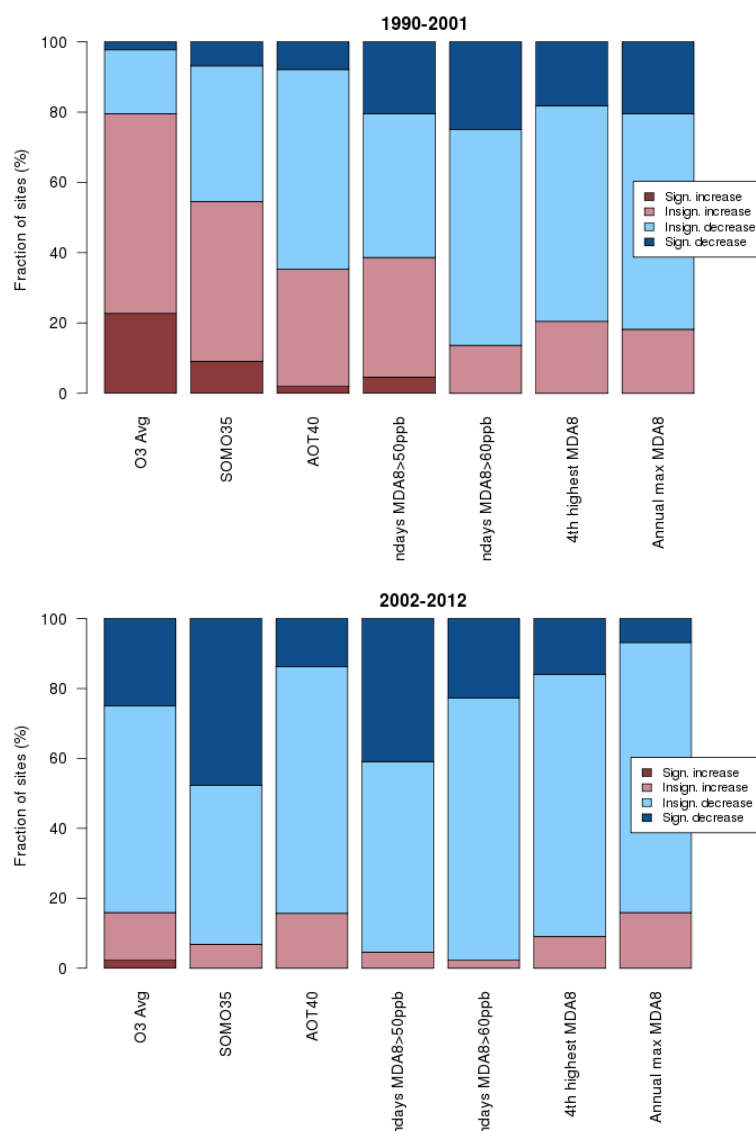 1990-2001
Fraction of sites (%)
100
80
60
40
20
0
Sign. increase
Insign. increase
Insign. decrease
Sign. decrease
O3 Avg
SOMO35
AOT40
ndays MDA8>50ppb
ndays MDA8>60ppb
4th highest MDA8
Annual max MDA8
2002-2012
Fraction of sites (%)
100
80
60
40
20
0
Sign. increase
Insign. increase
Insign. decrease
Sign. decrease
O3 Avg
SOMO35
AOT40
ndays MDA8>50ppb
ndays MDA8>60ppb
4th highest MDA8
Annual max MDA8